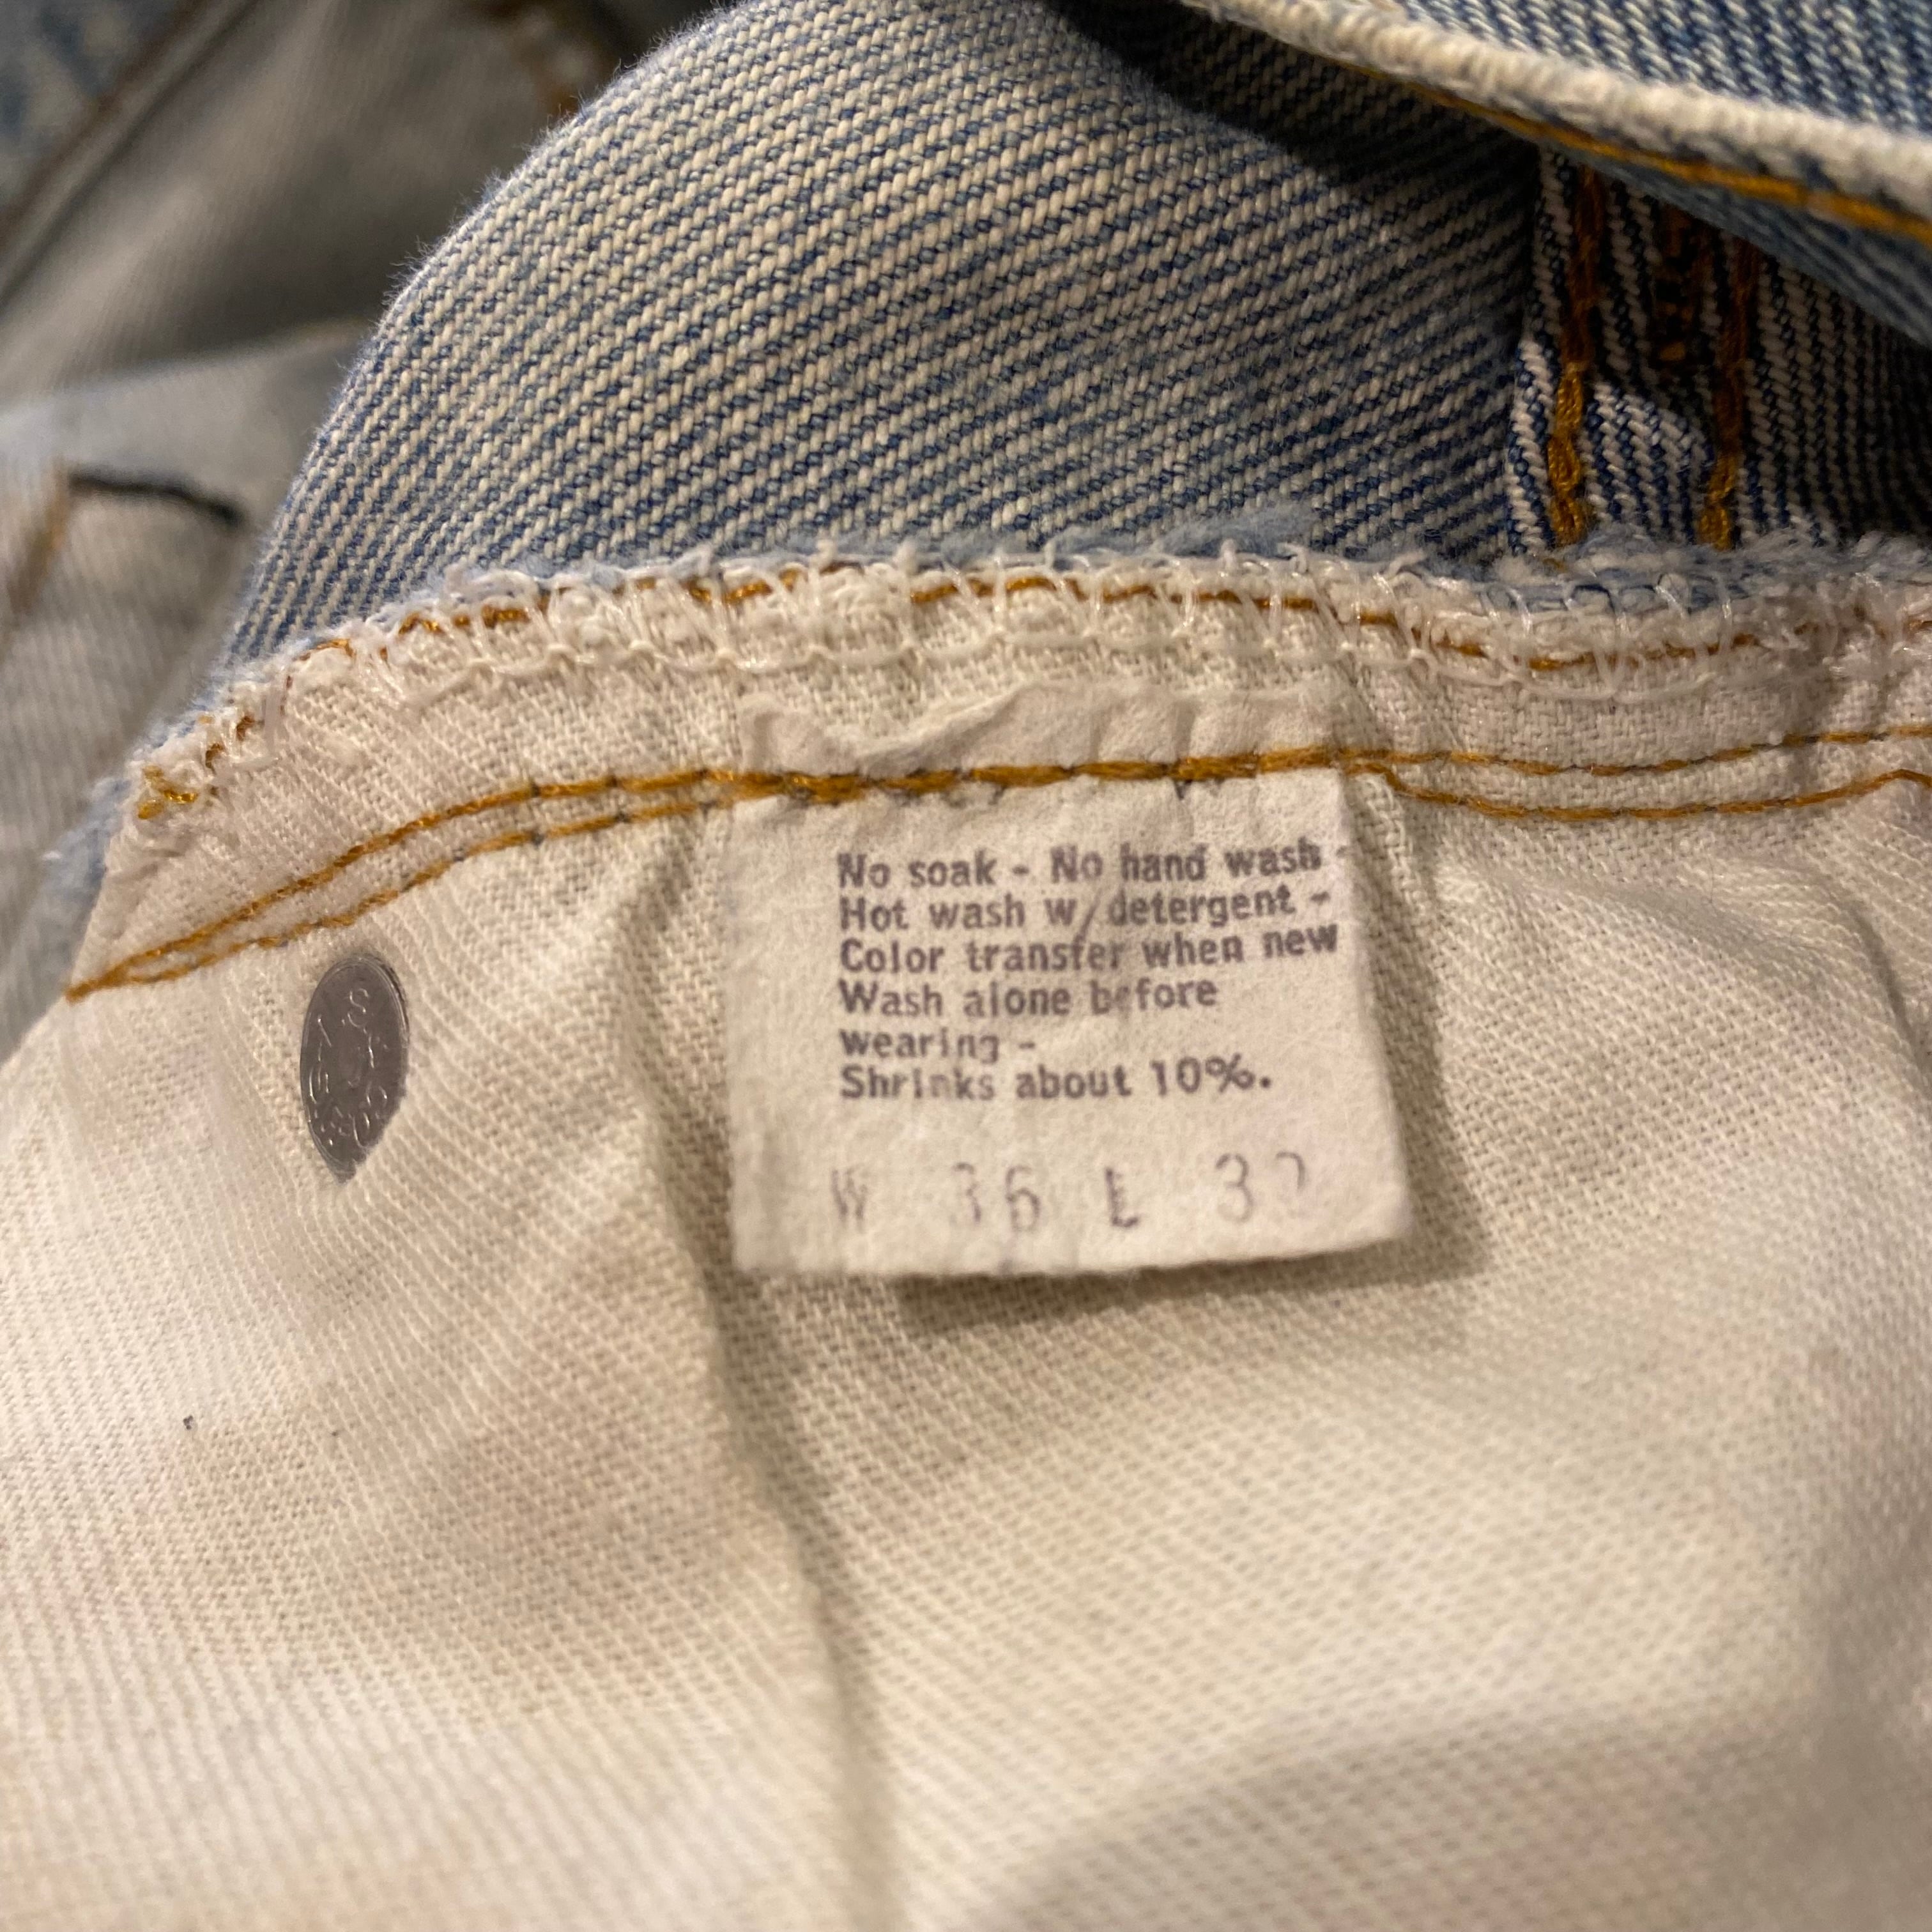 No soak - No hand wash -
Hot wash w/detergent -
Color transfer when new
Wash alone before
wearing -
Shrinks about 10%.
W 36 L